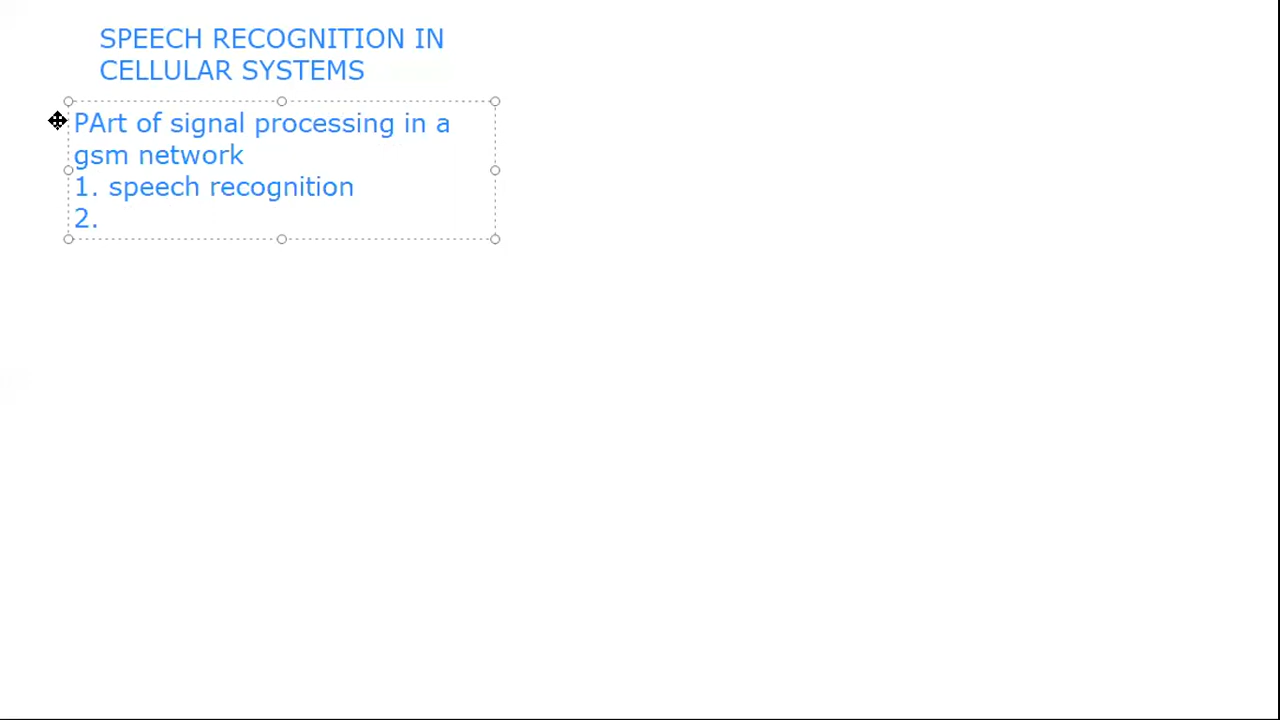 SPEECH RECOGNITION IN
CELLULAR SYSTEMS
PArt of signal processing in a
gsm network
1. speech recognition
2.